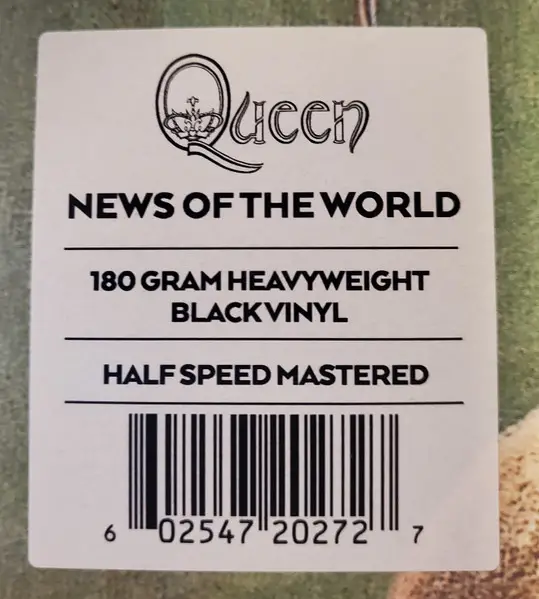 Queen
NEWS OF THE WORLD
180 GRAM HEAVYWEIGHT
BLACK VINYL
HALF SPEED MASTERED
6 02547 20272 7